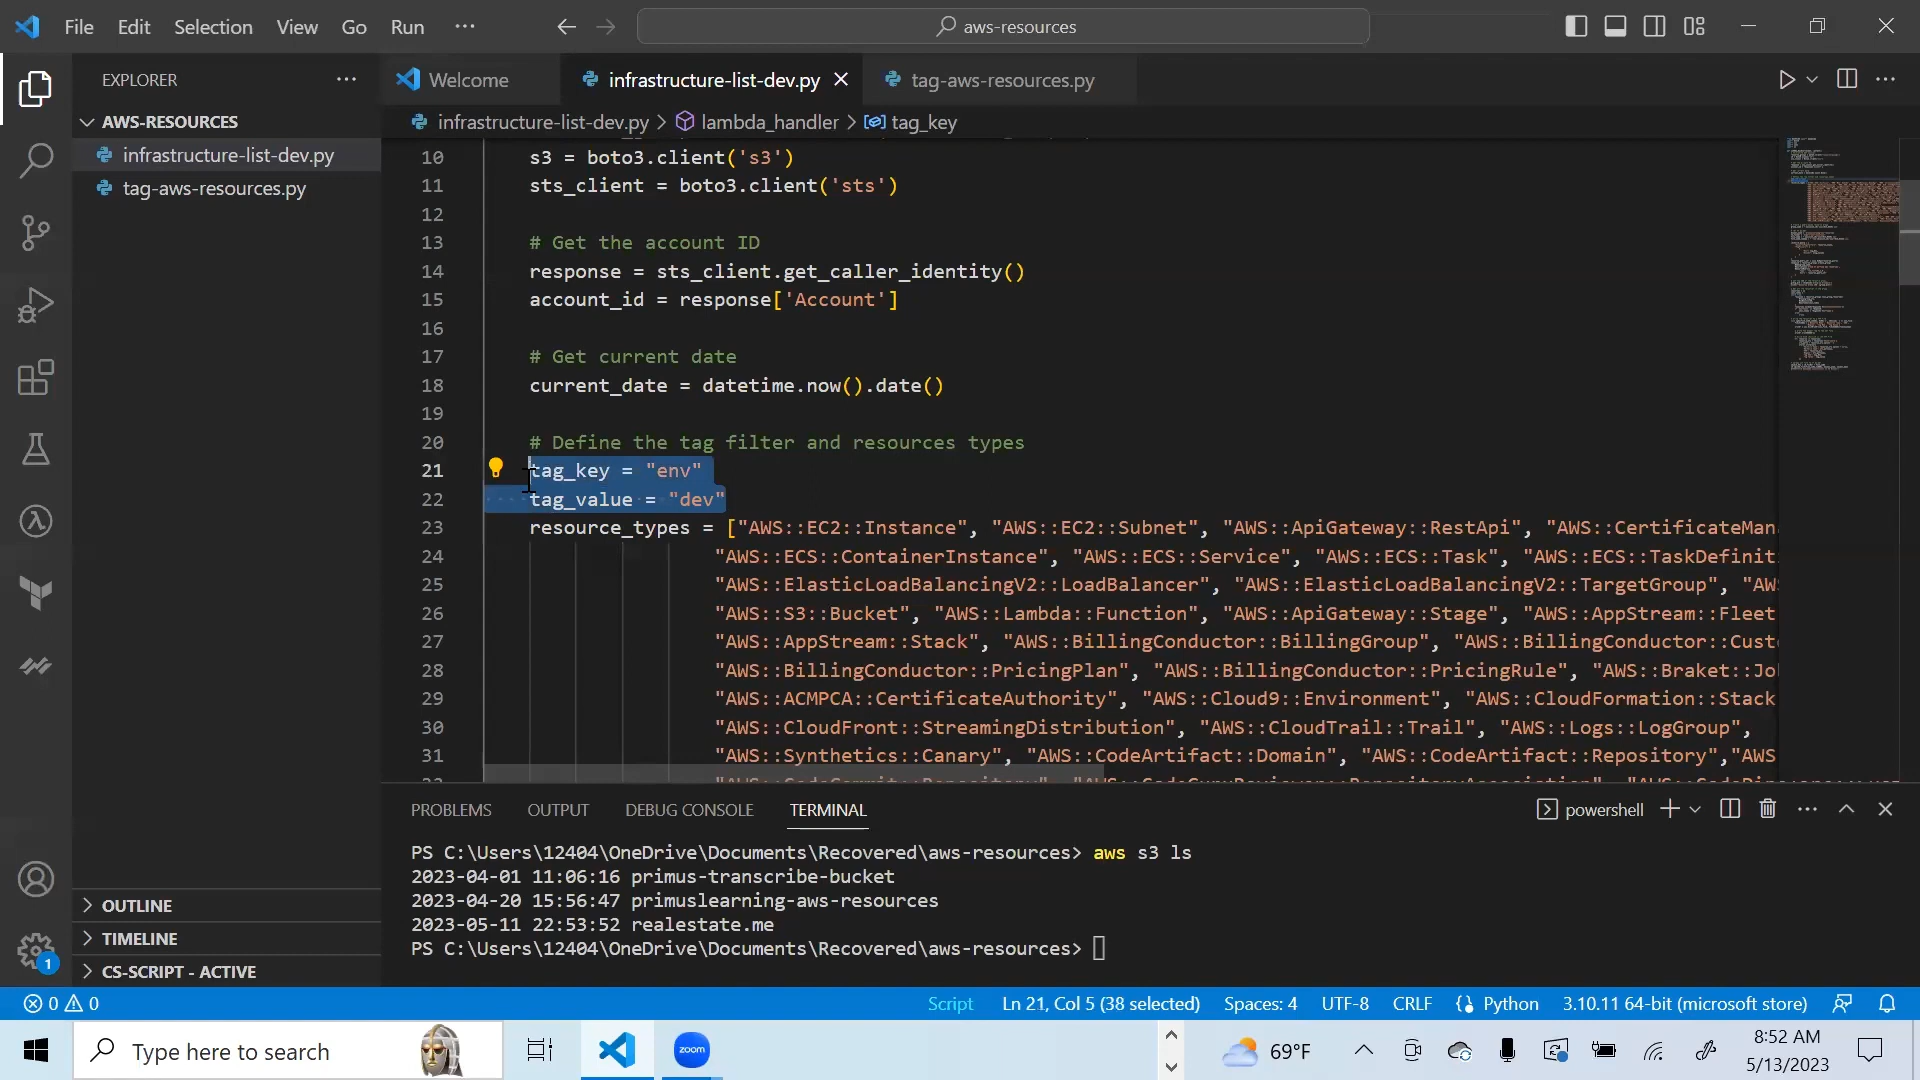 File Edit Selection View Go Run ··· aws-resources
EXPLORER ···
Welcome infrastructure-list-dev.py tag-aws-resources.py
AWS-RESOURCES
infrastructure-list-dev.py > lambda_handler > tag_key
infrastructure-list-dev.py
tag-aws-resources.py
10 s3 = boto3.client('s3')
11 sts_client = boto3.client('sts')
12
13 # Get the account ID
14 response = sts_client.get_caller_identity()
15 account_id = response['Account']
16
17 # Get current date
18 current_date = datetime.now().date()
19
20 # Define the tag filter and resources types
21 tag_key = "env"
22 tag_value = "dev"
23 resource_types = ["AWS::EC2::Instance", "AWS::EC2::Subnet", "AWS::ApiGateway::RestApi", "AWS::CertificateMan
24 "AWS::ECS::ContainerInstance", "AWS::ECS::Service", "AWS::ECS::Task", "AWS::ECS::TaskDefiniti
25 "AWS::ElasticLoadBalancingV2::LoadBalancer", "AWS::ElasticLoadBalancingV2::TargetGroup", "AW
26 "AWS::S3::Bucket", "AWS::Lambda::Function", "AWS::ApiGateway::Stage", "AWS::AppStream::Fleet
27 "AWS::AppStream::Stack", "AWS::BillingConductor::BillingGroup", "AWS::BillingConductor::Cust
28 "AWS::BillingConductor::PricingPlan", "AWS::BillingConductor::PricingRule", "AWS::Braket::Jo
29 "AWS::ACMPCA::CertificateAuthority", "AWS::Cloud9::Environment", "AWS::CloudFormation::Stack
30 "AWS::CloudFront::StreamingDistribution", "AWS::CloudTrail::Trail", "AWS::Logs::LogGroup",
31 "AWS::Synthetics::Canary", "AWS::CodeArtifact::Domain", "AWS::CodeArtifact::Repository","AWS
PROBLEMS OUTPUT DEBUG CONSOLE TERMINAL powershell
PS C:\Users\12404\OneDrive\Documents\Recovered\aws-resources> aws s3 ls
2023-04-01 11:06:16 primus-transcribe-bucket
2023-04-20 15:56:47 primuslearning-aws-resources
2023-05-11 22:53:52 realestate.me
PS C:\Users\12404\OneDrive\Documents\Recovered\aws-resources>
OUTLINE
TIMELINE
CS-SCRIPT - ACTIVE
1
0 0 Script Ln 21, Col 5 (38 selected) Spaces: 4 UTF-8 CRLF Python 3.10.11 64-bit (microsoft store)
Type here to search zoom 69°F 8:52 AM
5/13/2023